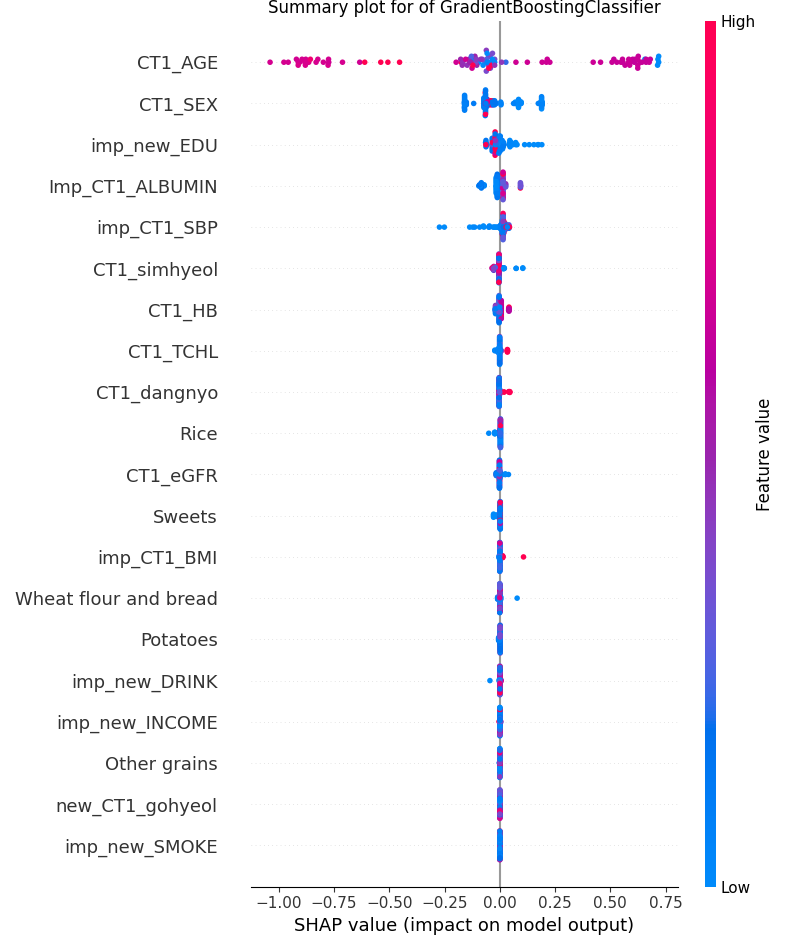 Summary plot for of GradientBoostingClassifier
High
CT1_AGE
CT1_SEX
imp_new_EDU
Imp_CT1_ALBUMIN
imp_CT1_SBP
CT1_simhyeol
CT1_HB
CT1_TCHL
CT1_dangnyo
Rice
CT1_eGFR
Sweets
imp_CT1_BMI
Wheat flour and bread
Potatoes
imp_new_DRINK
imp_new_INCOME
Other grains
new_CT1_gohyeol
imp_new_SMOKE
Feature value
Low
−1.00 −0.75 −0.50 −0.25 0.00 0.25 0.50 0.75
SHAP value (impact on model output)